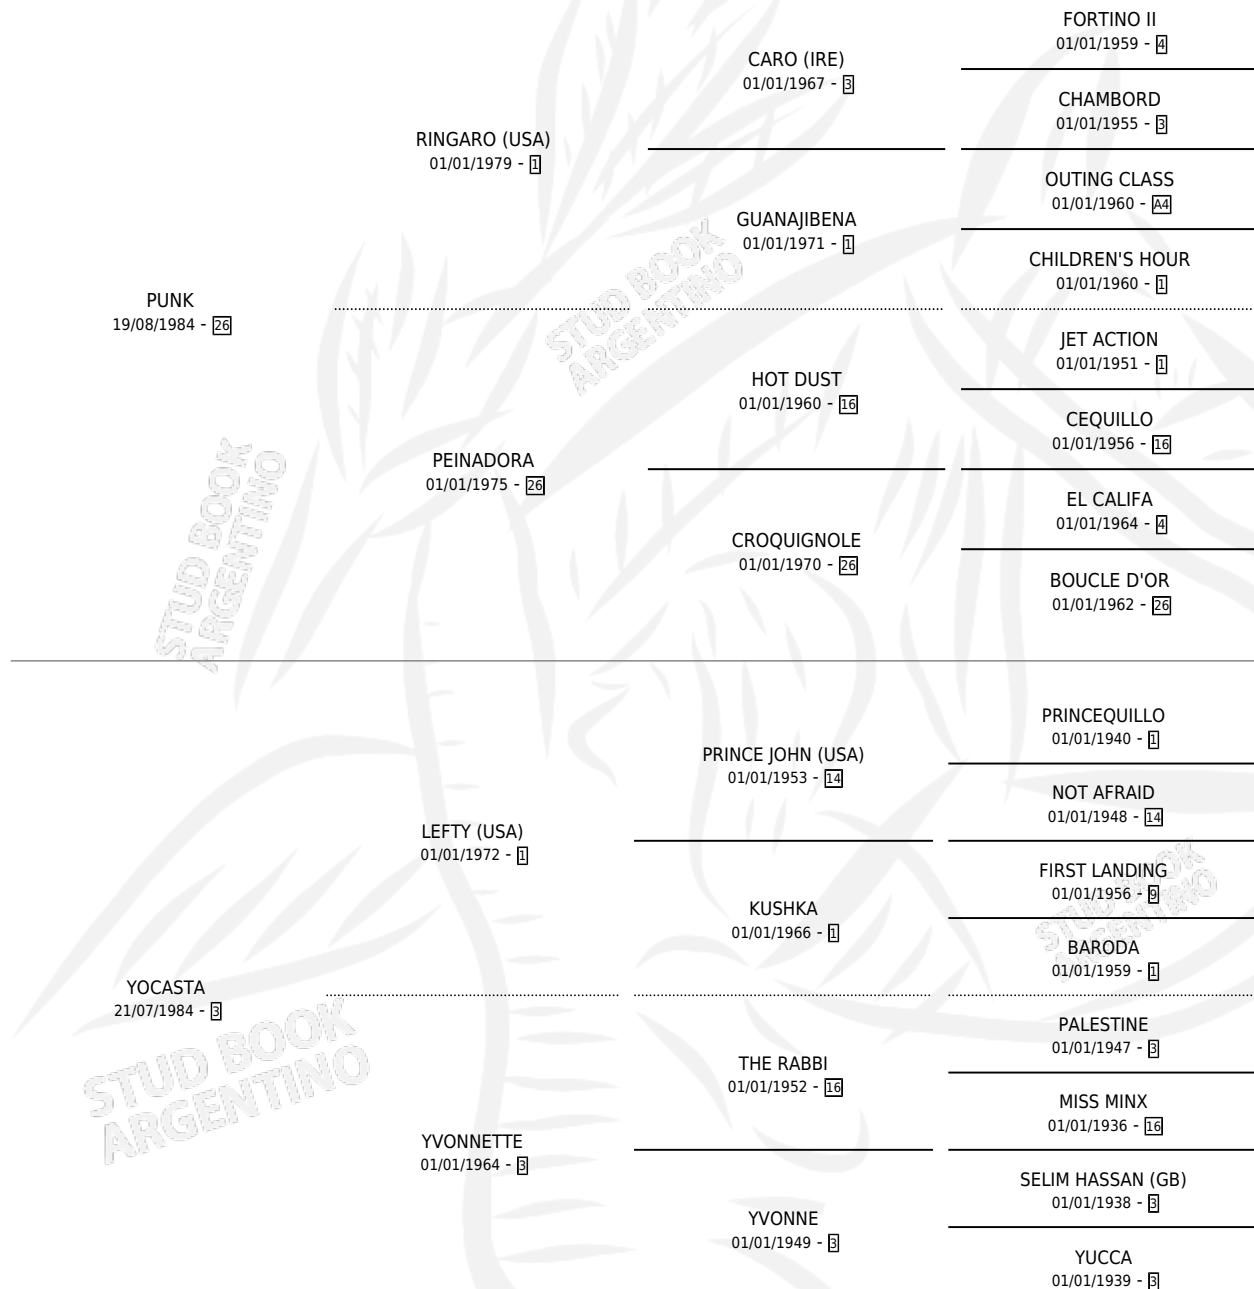 FORTINO II
01/01/1959 - 4
CARO (IRE)
01/01/1967 - 3
CHAMBORD
01/01/1955 - 3
RINGARO (USA)
01/01/1979 - 1
OUTING CLASS
01/01/1960 - A4
GUANAJIBENA
01/01/1971 - 1
CHILDREN'S HOUR
01/01/1960 - 1
PUNK
19/08/1984 - 26
JET ACTION
01/01/1951 - 1
HOT DUST
01/01/1960 - 16
CEQUILLO
01/01/1956 - 16
PEINADORA
01/01/1975 - 26
EL CALIFA
01/01/1964 - 4
CROQUIGNOLE
01/01/1970 - 26
BOUCLE D'OR
01/01/1962 - 26
STUD BOOK
ARGENTINO
STUD BOOK
ARGENTINO
PRINCEQUILLO
01/01/1940 - 1
PRINCE JOHN (USA)
01/01/1953 - 14
NOT AFRAID
01/01/1948 - 14
LEFTY (USA)
01/01/1972 - 1
FIRST LANDING
01/01/1956 - 9
KUSHKA
01/01/1966 - 1
BARODA
01/01/1959 - 1
YOCASTA
21/07/1984 - 3
PALESTINE
01/01/1947 - 3
THE RABBI
01/01/1952 - 16
MISS MINX
01/01/1936 - 16
YVONNETTE
01/01/1964 - 3
SELIM HASSAN (GB)
01/01/1938 - 3
YVONNE
01/01/1949 - 3
YUCCA
01/01/1939 - 3
STUD BOOK
ARGENTINO
STUD BOOK
ARGENTINO